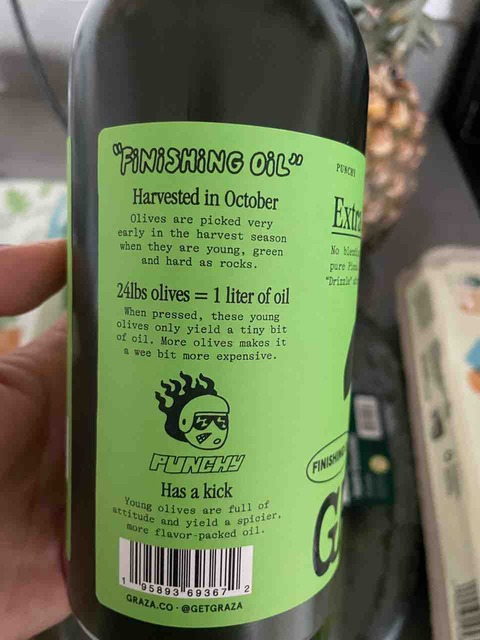 "FINISHING OIL"
Harvested in October
Olives are picked very
early in the harvest season
when they are young, green
and hard as rocks.
24lbs olives = 1 liter of oil
When pressed, these young
olives only yield a tiny bit
of oil. More olives makes it
a wee bit more expensive.
PUNCHY
Has a kick
Young olives are full of
attitude and yield a spicier,
more flavor-packed oil.
1 95893 69367 2
GRAZA.CO · @GETGRAZA
PUNCHY
Extra
No
pure
"Drizzle"
FINISHING